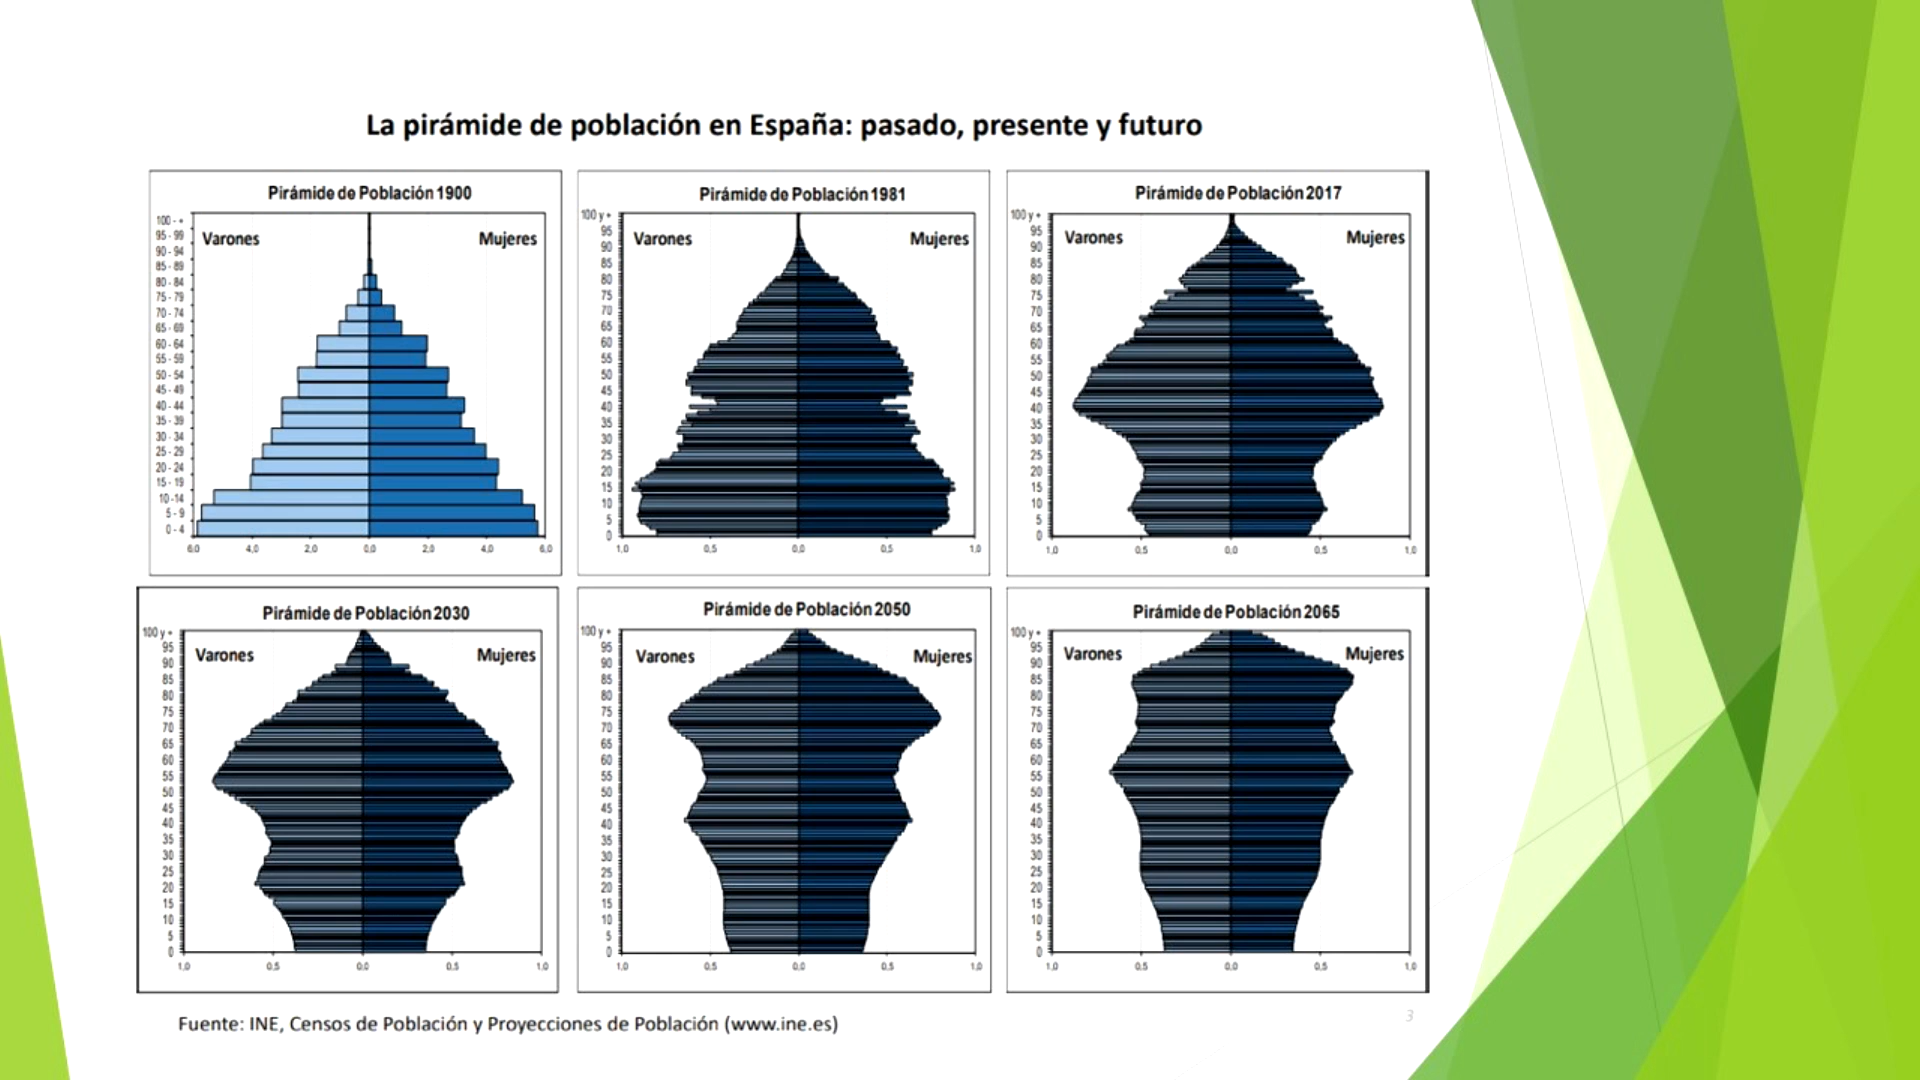 La pirámide de población en España: pasado, presente y futuro
Pirámide de Población 1900
Varones
Mujeres
100 - +
95 - 99
90 - 94
85 - 89
80 - 84
75 - 79
70 - 74
65 - 69
60 - 64
55 - 59
50 - 54
45 - 49
40 - 44
35 - 39
30 - 34
25 - 29
20 - 24
15 - 19
10 - 14
5 - 9
0 - 4
6,0 4,0 2,0 0,0 2,0 4,0 6,0
Pirámide de Población 1981
Varones
Mujeres
100 y +
95
90
85
80
75
70
65
60
55
50
45
40
35
30
25
20
15
10
5
0
1,0 0,5 0,0 0,5 1,0
Pirámide de Población 2017
Varones
Mujeres
100 y +
95
90
85
80
75
70
65
60
55
50
45
40
35
30
25
20
15
10
5
0
1,0 0,5 0,0 0,5 1,0
Pirámide de Población 2030
Varones
Mujeres
100 y +
95
90
85
80
75
70
65
60
55
50
45
40
35
30
25
20
15
10
5
0
1,0 0,5 0,0 0,5 1,0
Pirámide de Población 2050
Varones
Mujeres
100 y +
95
90
85
80
75
70
65
60
55
50
45
40
35
30
25
20
15
10
5
0
1,0 0,5 0,0 0,5 1,0
Pirámide de Población 2065
Varones
Mujeres
100 y +
95
90
85
80
75
70
65
60
55
50
45
40
35
30
25
20
15
10
5
0
1,0 0,5 0,0 0,5 1,0
Fuente: INE, Censos de Población y Proyecciones de Población (www.ine.es)
3